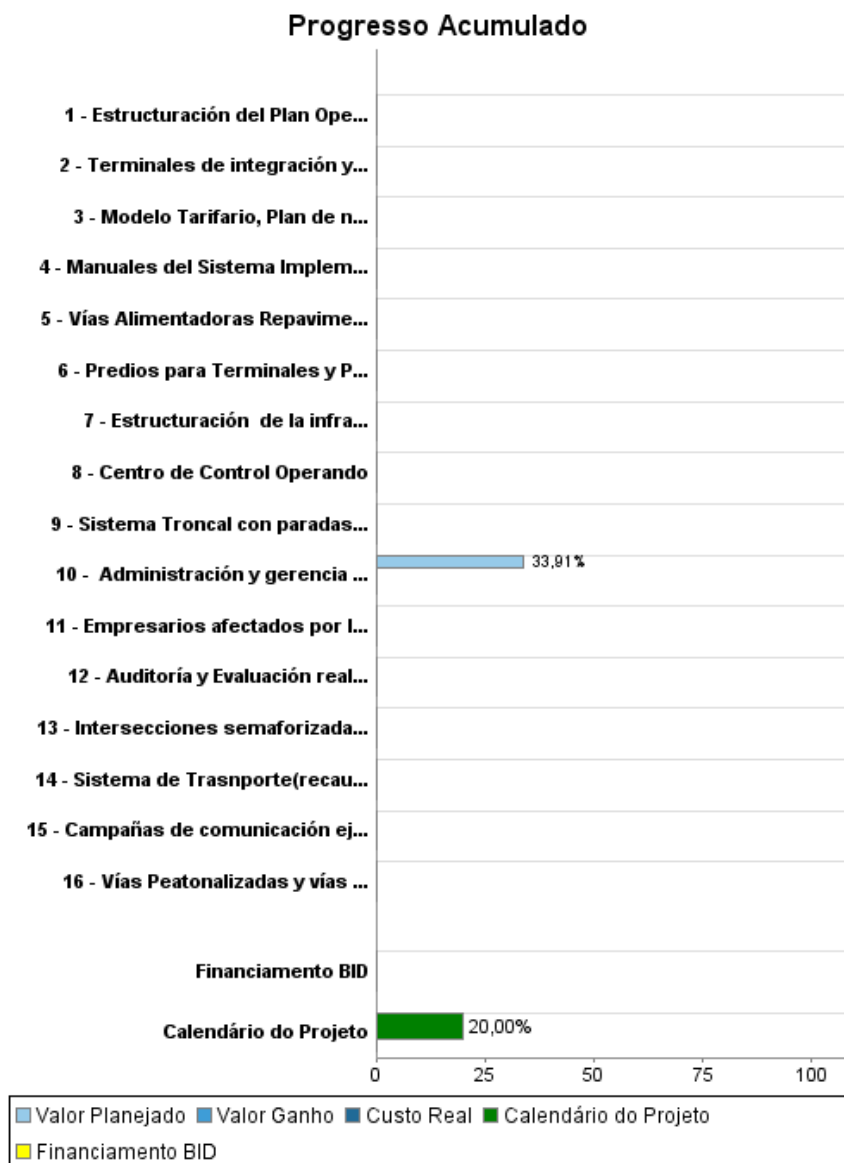 Progresso Acumulado
1 - Estructuración del Plan Ope...
2 - Terminales de integración y...
3 - Modelo Tarifario, Plan de n...
4 - Manuales del Sistema Implem...
5 - Vías Alimentadoras Repavime...
6 - Predios para Terminales y P...
7 - Estructuración  de la infra...
8 - Centro de Control Operando
9 - Sistema Troncal con paradas...
10 -  Administración y gerencia ...
33,91%
11 - Empresarios afectados por l...
12 - Auditoría y Evaluación real...
13 - Intersecciones semaforizada...
14 - Sistema de Trasnporte(recau...
15 - Campañas de comunicación ej...
16 - Vías Peatonalizadas y vías ...
Financiamento BID
Calendário do Projeto
20,00%
0 25 50 75 100
Valor Planejado Valor Ganho Custo Real Calendário do Projeto
Financiamento BID